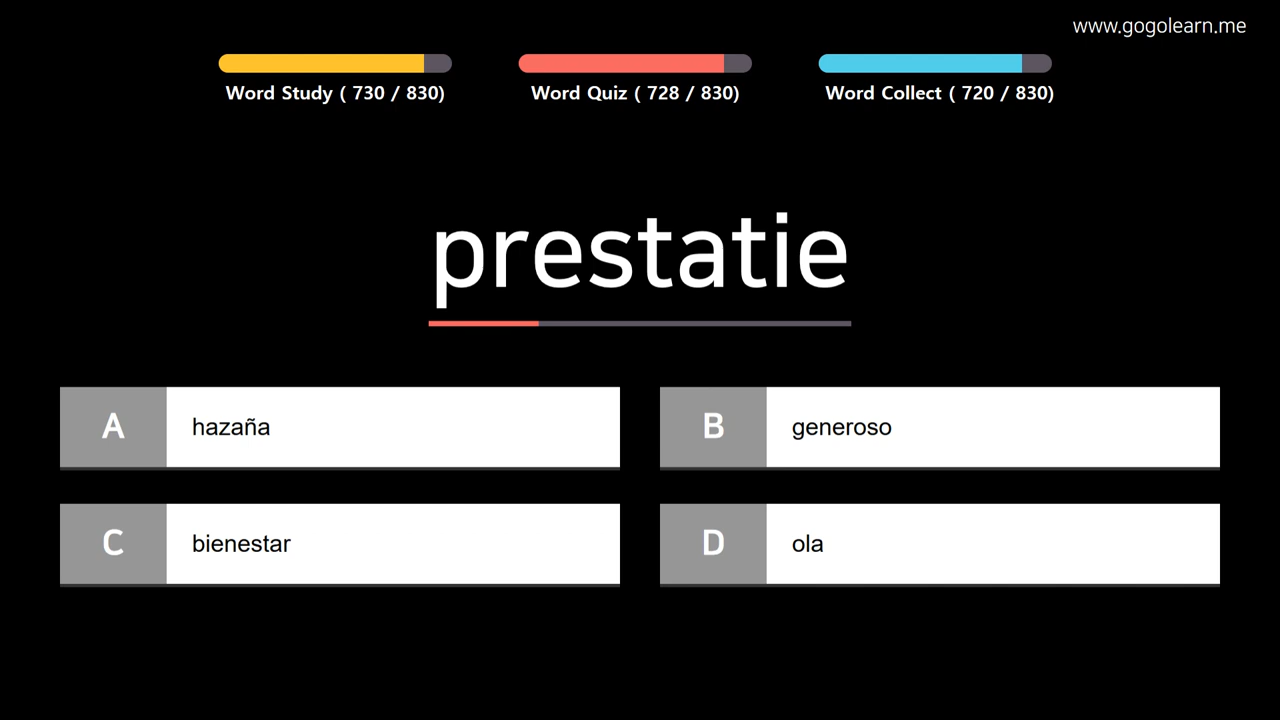 www.gogolearn.me
Word Study ( 730 / 830)
Word Quiz ( 728 / 830)
Word Collect ( 720 / 830)
prestatie
A hazaña
B generoso
C bienestar
D ola